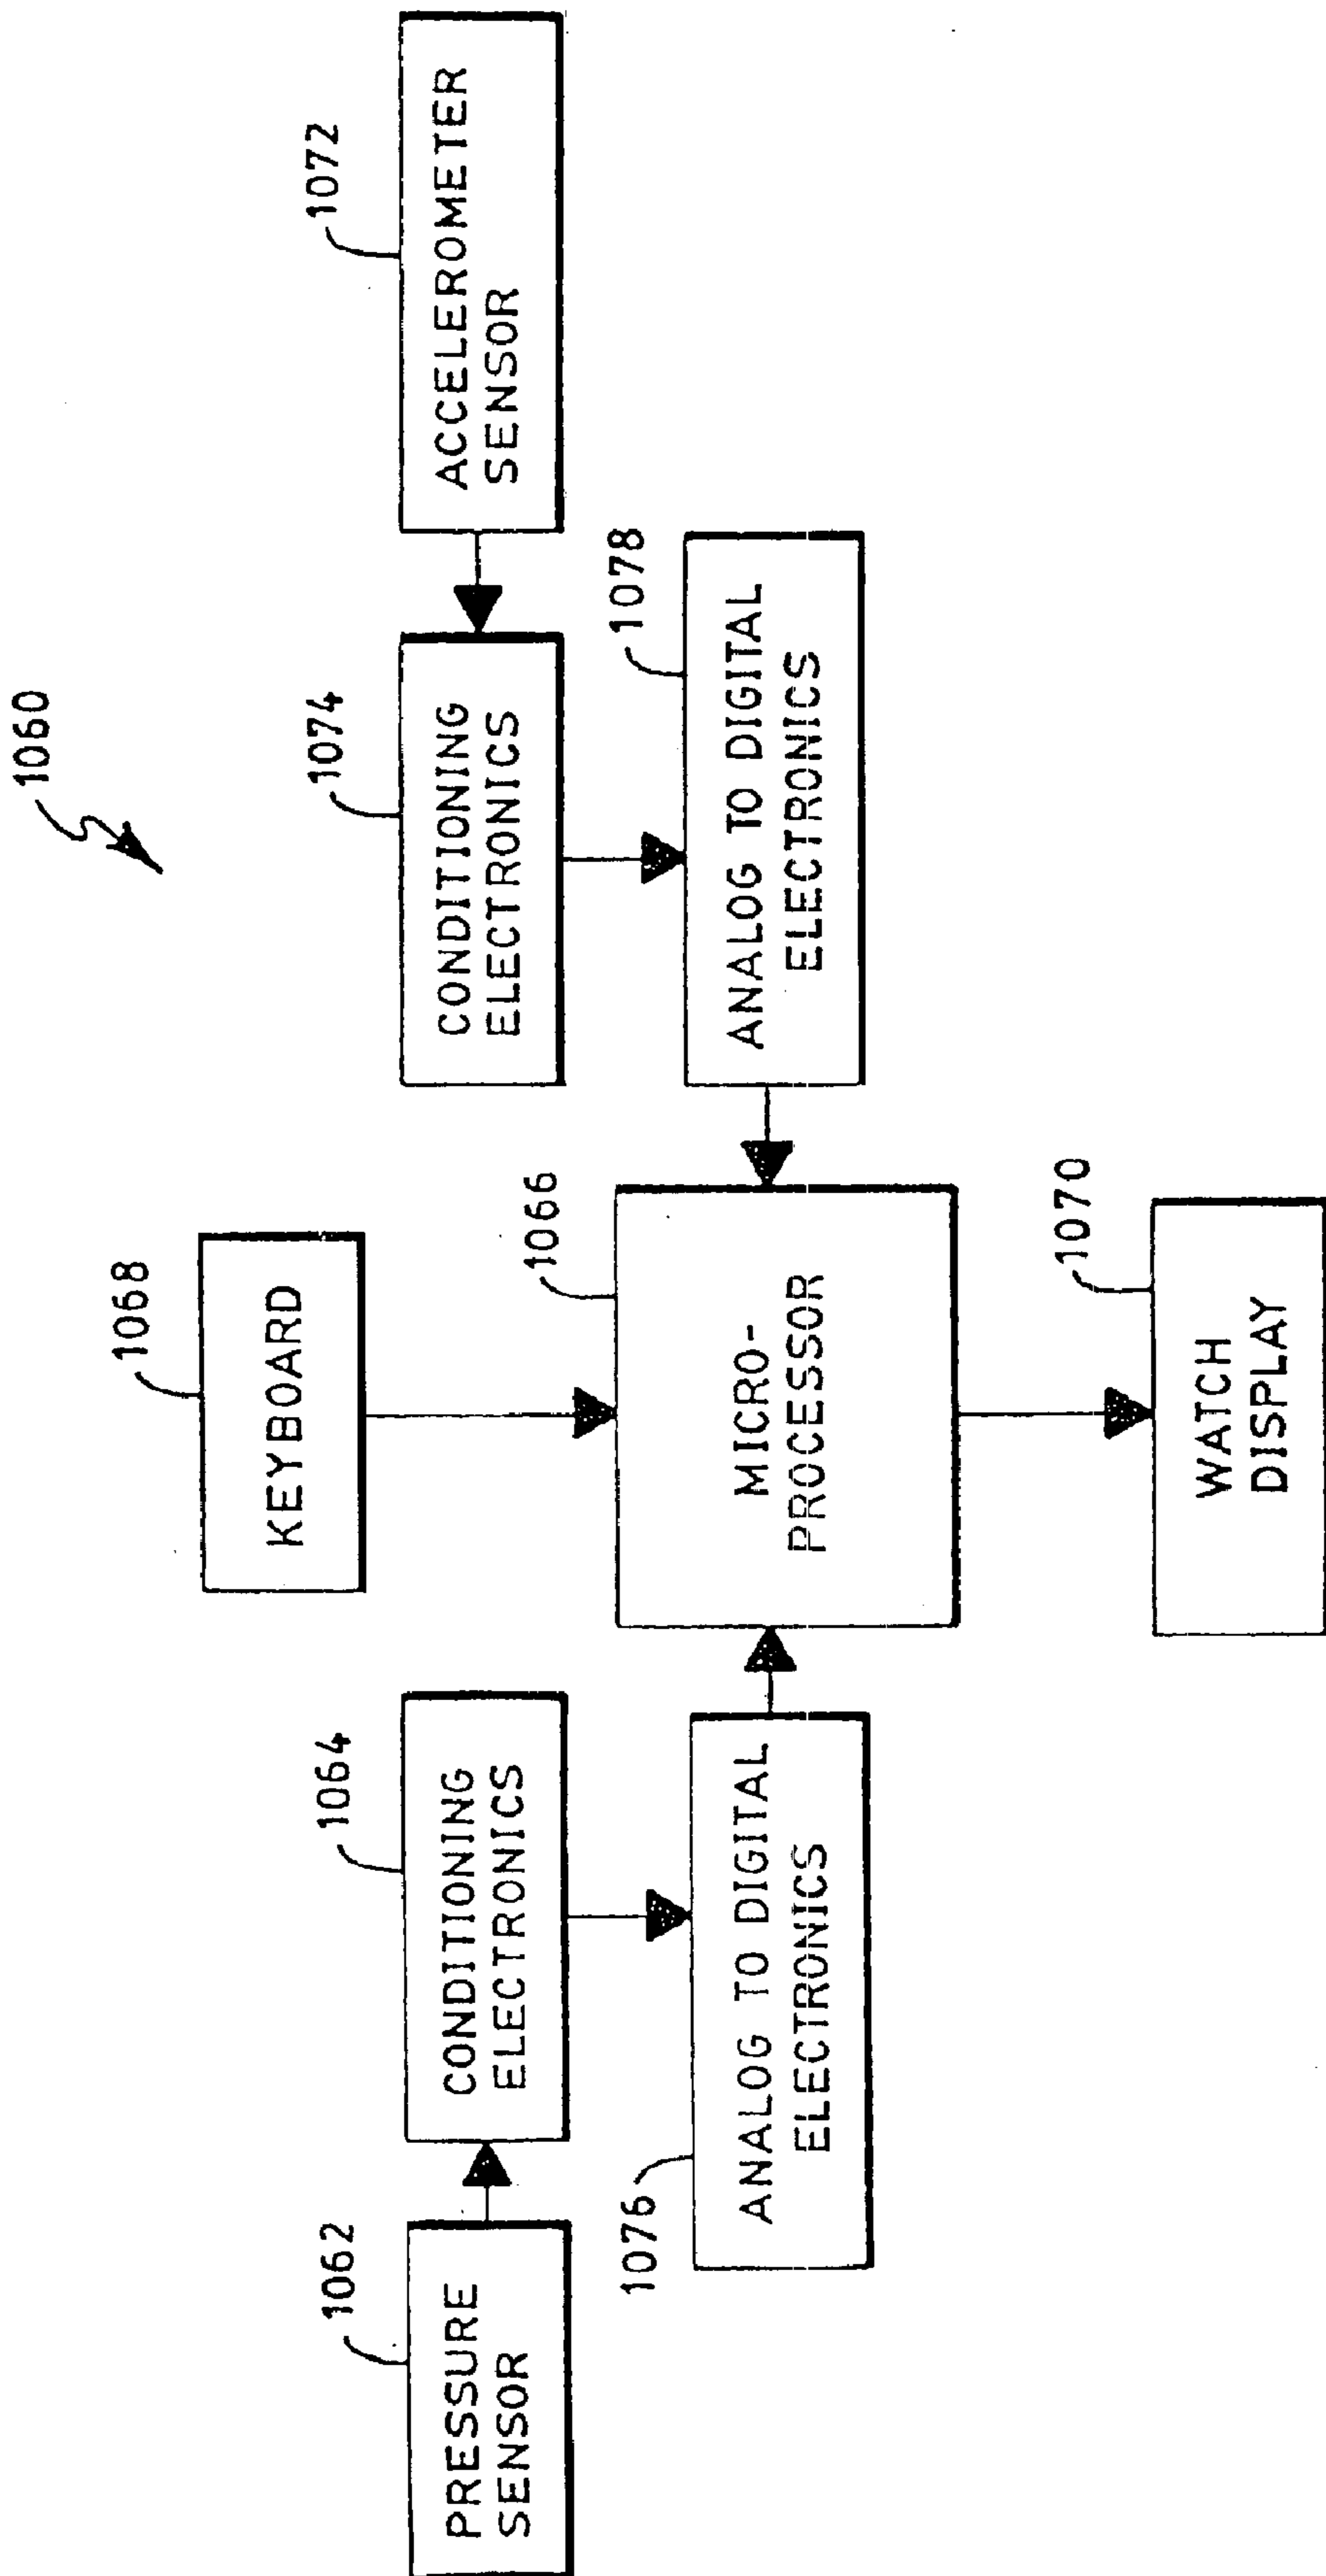 1060
1068
KEYBOARD
1062
PRESSURE
SENSOR
1064
CONDITIONING
ELECTRONICS
1074
CONDITIONING
ELECTRONICS
1072
ACCELEROMETER
SENSOR
1076
ANALOG TO DIGITAL
ELECTRONICS
1066
MICRO-
PROCESSOR
1078
ANALOG TO DIGITAL
ELECTRONICS
1070
WATCH
DISPLAY